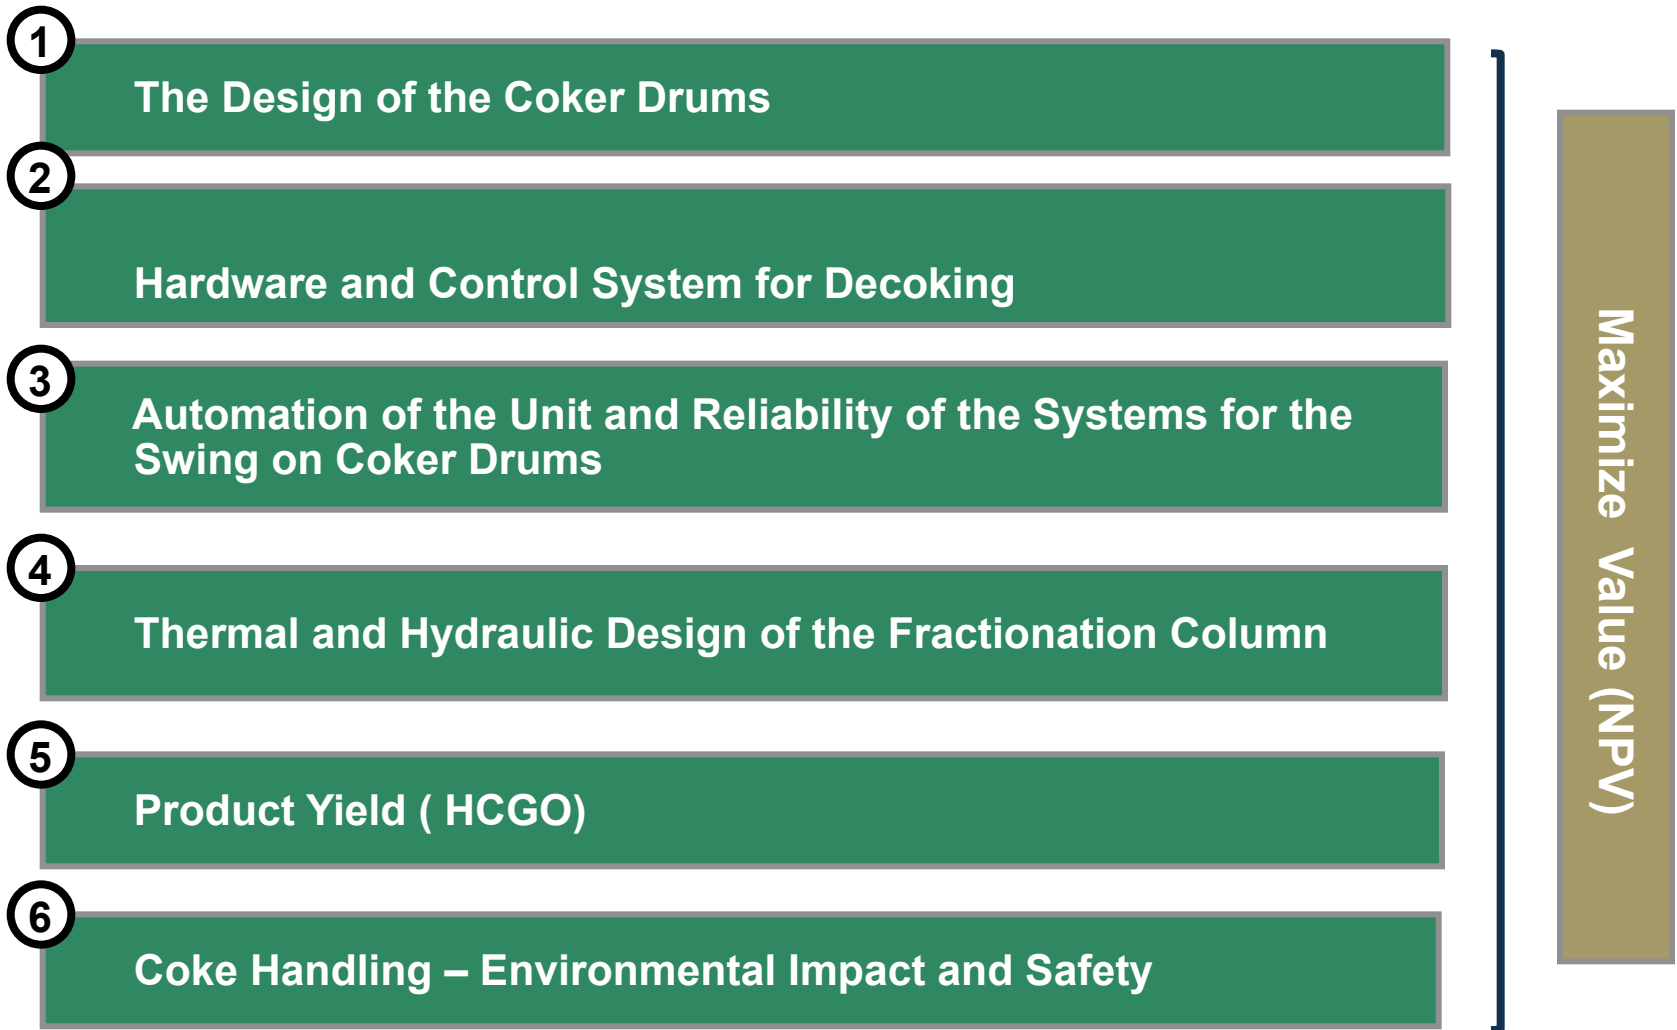 1
The Design of the Coker Drums
2
Hardware and Control System for Decoking
3
Automation of the Unit and Reliability of the Systems for the
Swing on Coker Drums
4
Thermal and Hydraulic Design of the Fractionation Column
5
Product Yield ( HCGO)
6
Coke Handling – Environmental Impact and Safety
Maximize  Value (NPV)